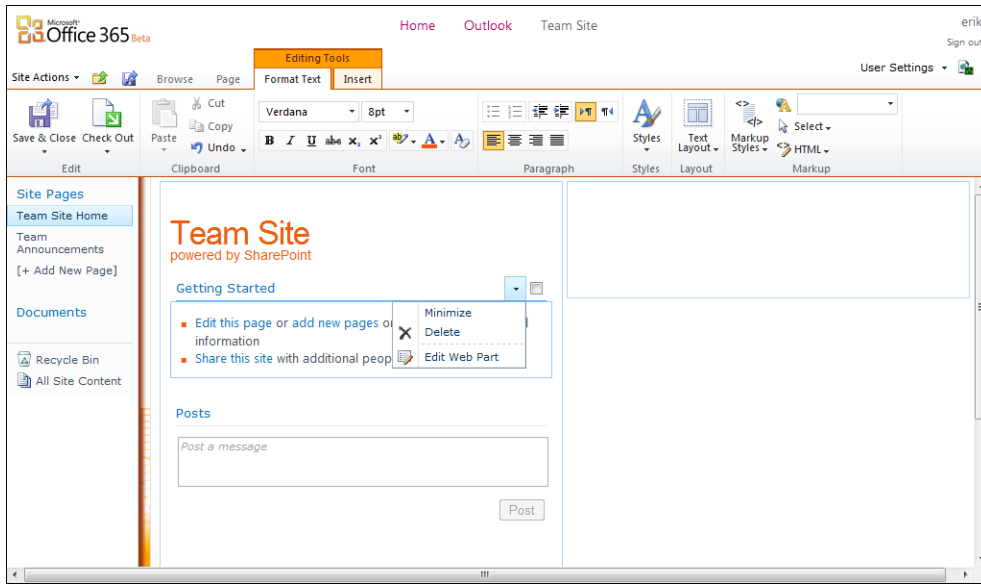 Microsoft®
Office 365 Beta
Home Outlook Team Site
erik
Sign out
Editing Tools
Site Actions Browse Page Format Text Insert
User Settings
Save & Close Check Out
Paste
Cut
Copy
Undo
Verdana 8pt
B I U abc x, x²
Styles
Text Layout
Markup Styles
Select
HTML
Edit Clipboard Font Paragraph Styles Layout Markup
Site Pages
Team Site Home
Team
Announcements
[+ Add New Page]
Documents
Recycle Bin
All Site Content
Team Site
powered by SharePoint
Getting Started
Minimize
Delete
Edit Web Part
Edit this page or add new pages
information
Share this site with additional
Posts
Post a message
Post